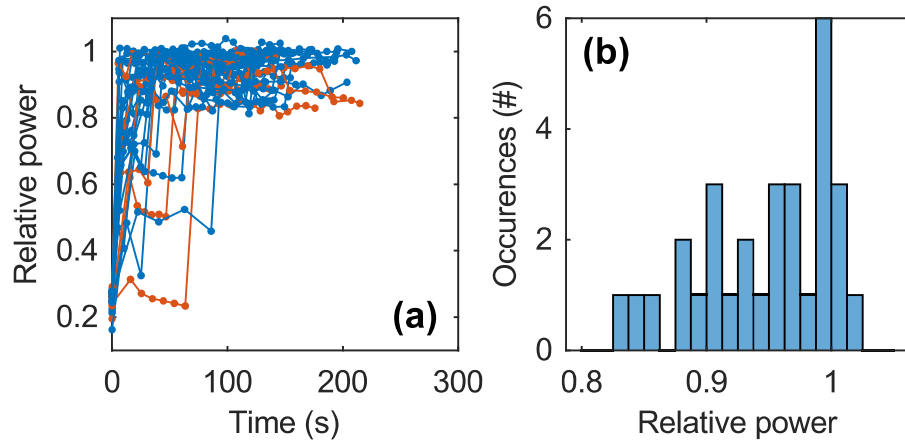 1
0.8
0.6
0.4
0.2
Relative power
(a)
0 100 200 300
Time (s)
6
4
2
0
Occurences (#)
(b)
0.8 0.9 1
Relative power